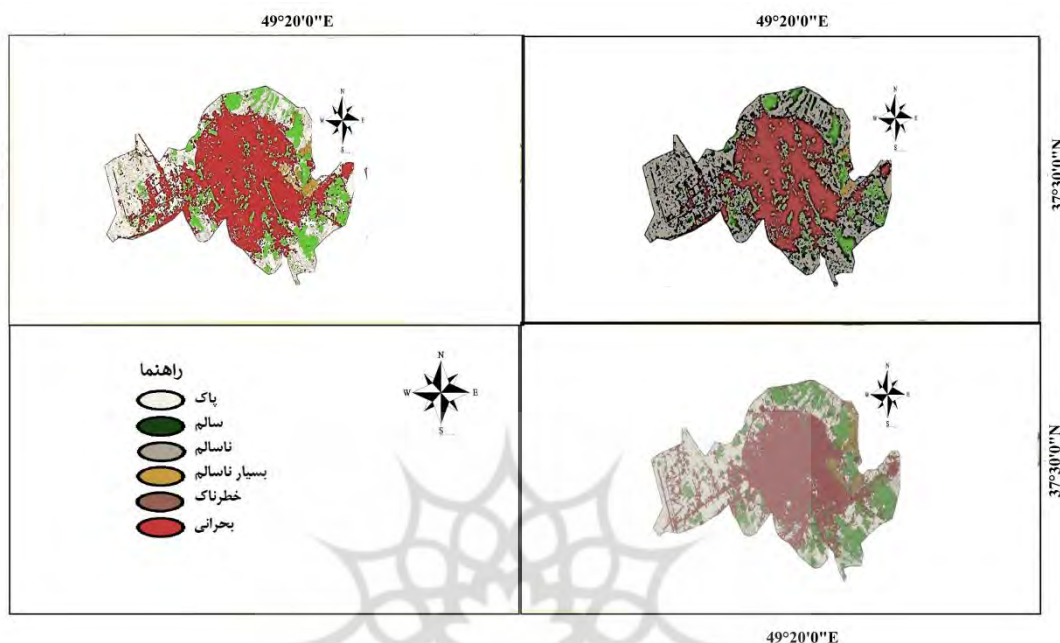 49°20'0"E
49°20'0"E
N
W E
S
N
W E
S
37°30'0"N
راهنما
پاک
سالم
ناسالم
بسیار ناسالم
خطرناک
بحرانی
N
W E
S
N
W E
S
37°30'0"N
49°20'0"E